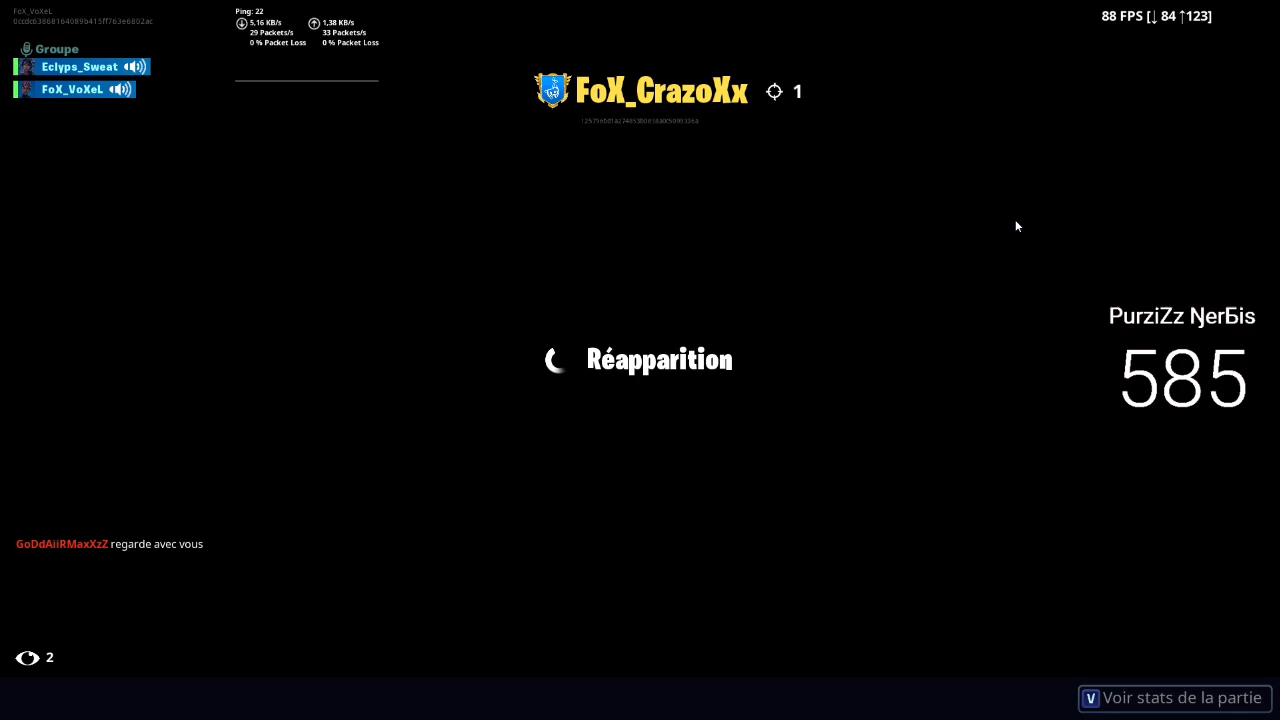 FoX_VoXeL
Groupe
Eclyps_Sweat
FoX_VoXeL
Ping: 22
5,16 KB/s
29 Packets/s
0 % Packet Loss
1,38 KB/s
33 Packets/s
0 % Packet Loss
88 FPS [↓ 84 ↑123]
FoX_CrazoXx 1
PurziZz ŊerƂis
585
Réapparition
GoDdAiiRMaxXzZ regarde avec vous
2
V Voir stats de la partie